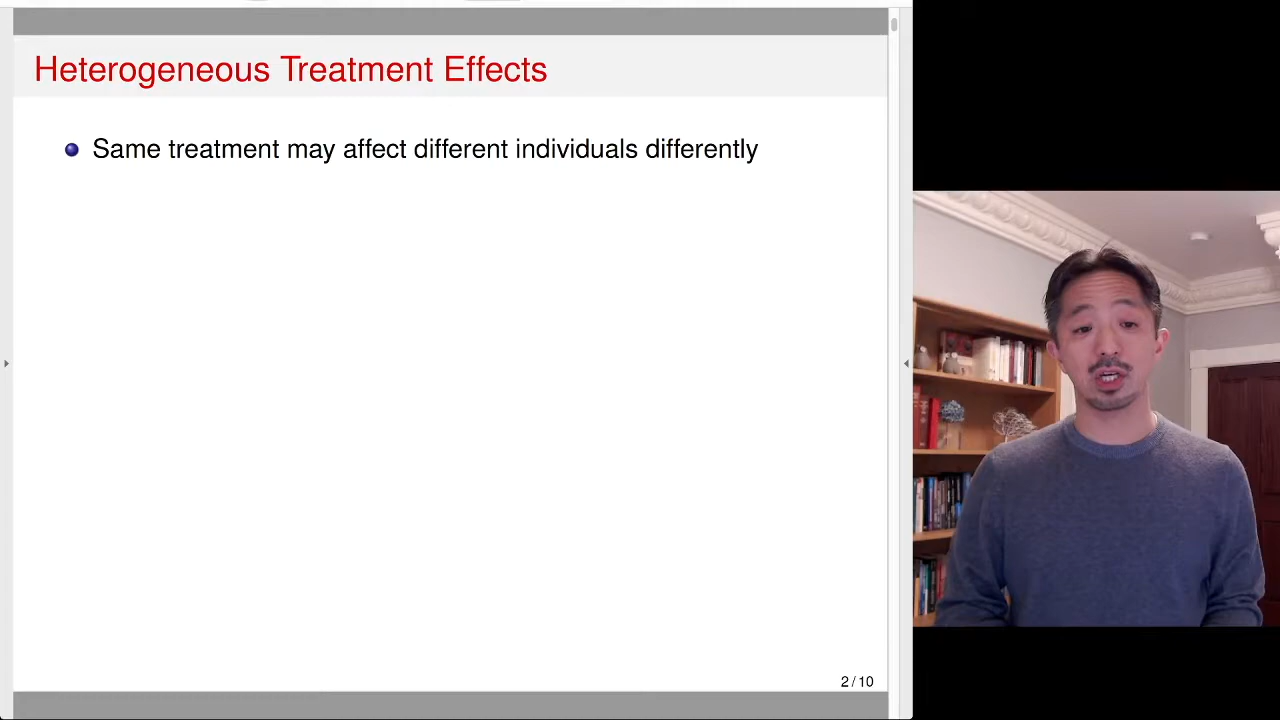 Heterogeneous Treatment Effects
Same treatment may affect different individuals differently
2 / 10